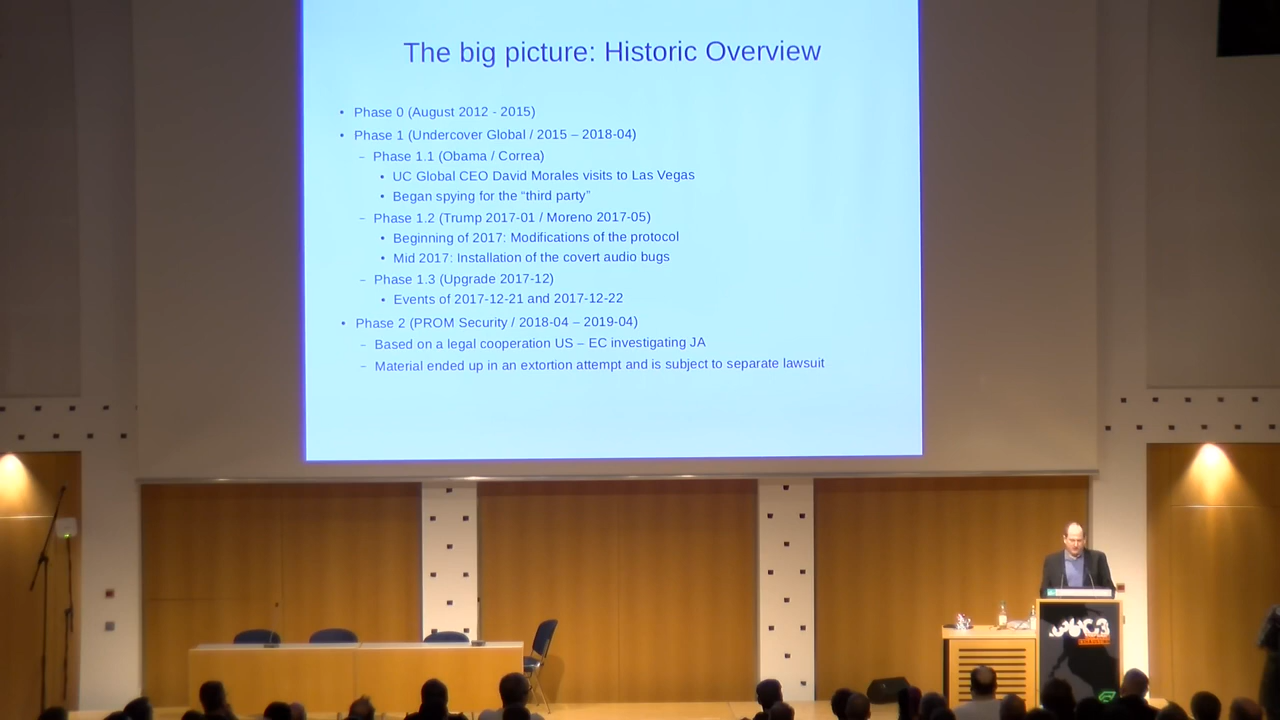 The big picture: Historic Overview
• Phase 0 (August 2012 - 2015)
• Phase 1 (Undercover Global / 2015 – 2018-04)
– Phase 1.1 (Obama / Correa)
• UC Global CEO David Morales visits to Las Vegas
• Began spying for the “third party”
– Phase 1.2 (Trump 2017-01 / Moreno 2017-05)
• Beginning of 2017: Modifications of the protocol
• Mid 2017: Installation of the covert audio bugs
– Phase 1.3 (Upgrade 2017-12)
• Events of 2017-12-21 and 2017-12-22
• Phase 2 (PROM Security / 2018-04 – 2019-04)
– Based on a legal cooperation US – EC investigating JA
– Material ended up in an extortion attempt and is subject to separate lawsuit